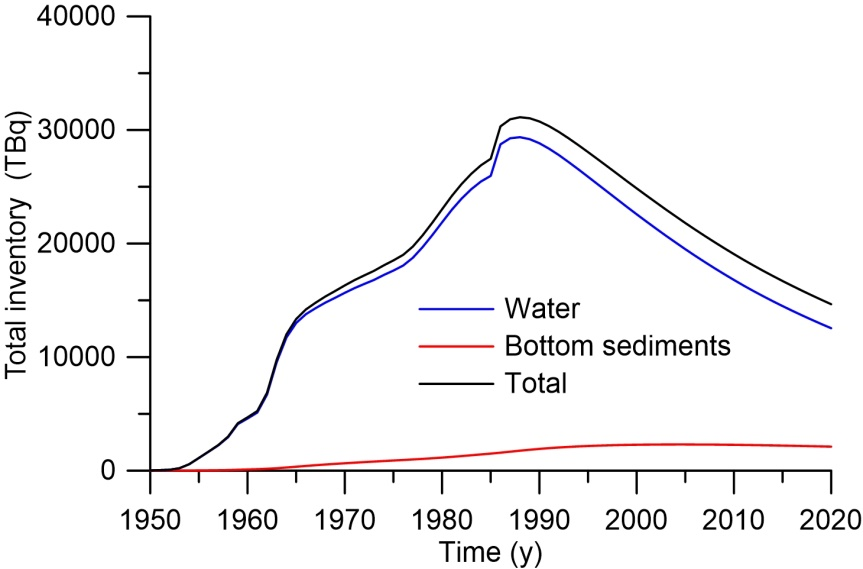 40000
30000
20000
10000
0
Total inventory (TBq)
Water
Bottom sediments
Total
1950 1960 1970 1980 1990 2000 2010 2020
Time (y)